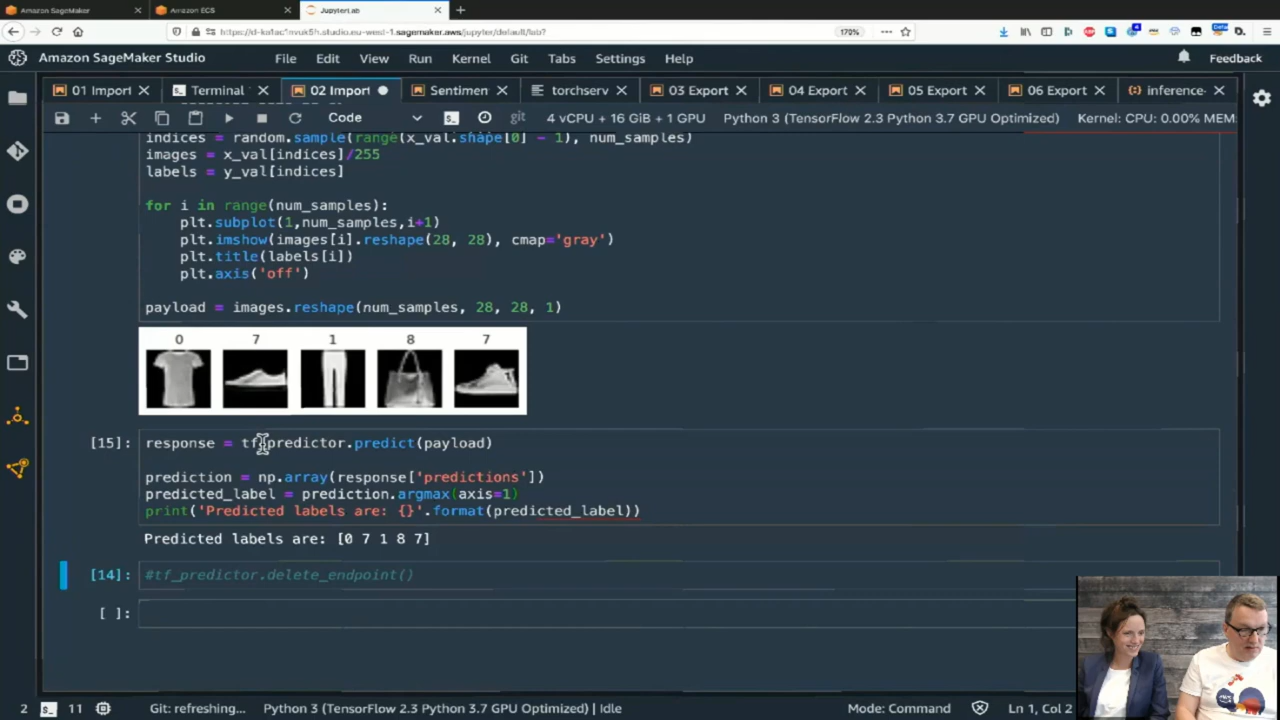 Amazon SageMaker
Amazon ECS
JupyterLab
170%
Amazon SageMaker Studio
File Edit View Run Kernel Git Tabs Settings Help
Feedback
01 Import
Terminal
02 Import
Sentimen
torchserv
03 Export
04 Export
05 Export
06 Export
inference-
Code
git
4 vCPU + 16 GiB + 1 GPU
Python 3 (TensorFlow 2.3 Python 3.7 GPU Optimized)
Kernel: CPU: 0.00% MEM:
indices = random.sample(range(x_val.shape[0] - 1), num_samples)
images = x_val[indices]/255
labels = y_val[indices]
for i in range(num_samples):
plt.subplot(1,num_samples,i+1)
plt.imshow(images[i].reshape(28, 28), cmap='gray')
plt.title(labels[i])
plt.axis('off')
payload = images.reshape(num_samples, 28, 28, 1)
0 7 1 8 7
[15]: response = tf_predictor.predict(payload)
prediction = np.array(response['predictions'])
predicted_label = prediction.argmax(axis=1)
print('Predicted labels are: {}'.format(predicted_label))
Predicted labels are: [0 7 1 8 7]
[14]: #tf_predictor.delete_endpoint()
[ ]:
2 11 Git: refreshing... Python 3 (TensorFlow 2.3 Python 3.7 GPU Optimized) | Idle Mode: Command Ln 1, Col 2